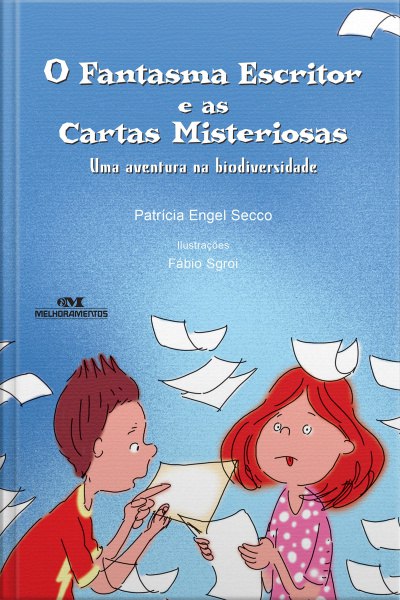 O Fantasma Escritor
e as
Cartas Misteriosas
Uma aventura na biodiversidade
Patrícia Engel Secco
Ilustrações
Fábio Sgroi
MELHORAMENTOS